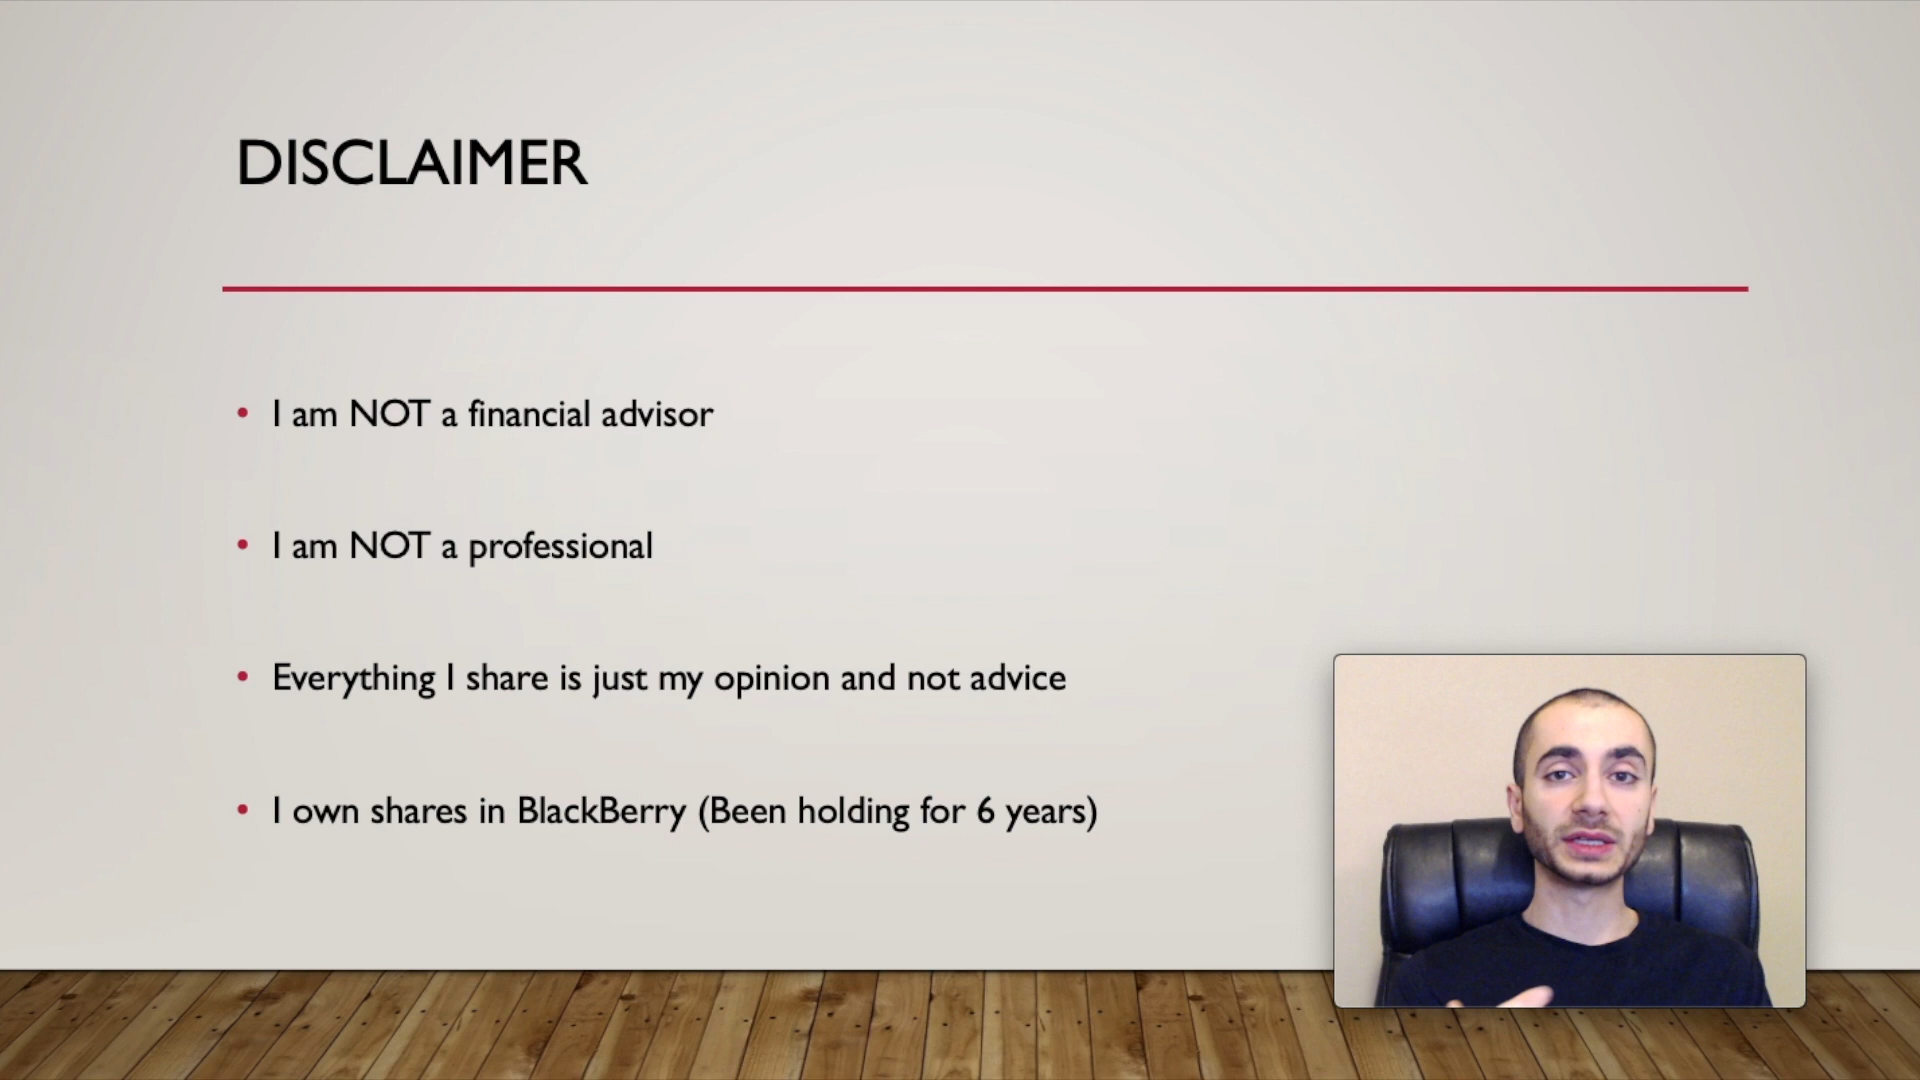 DISCLAIMER
• I am NOT a financial advisor
• I am NOT a professional
• Everything I share is just my opinion and not advice
• I own shares in BlackBerry (Been holding for 6 years)